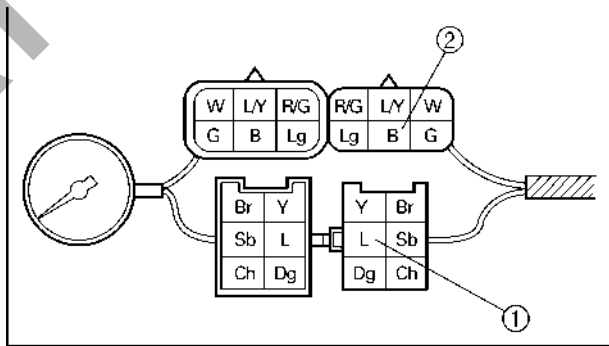 ②
W L/Y R/G R/G L/Y W
G B Lg Lg B G
Br Y Y Br
Sb L L Sb
Ch Dg Dg Ch
①